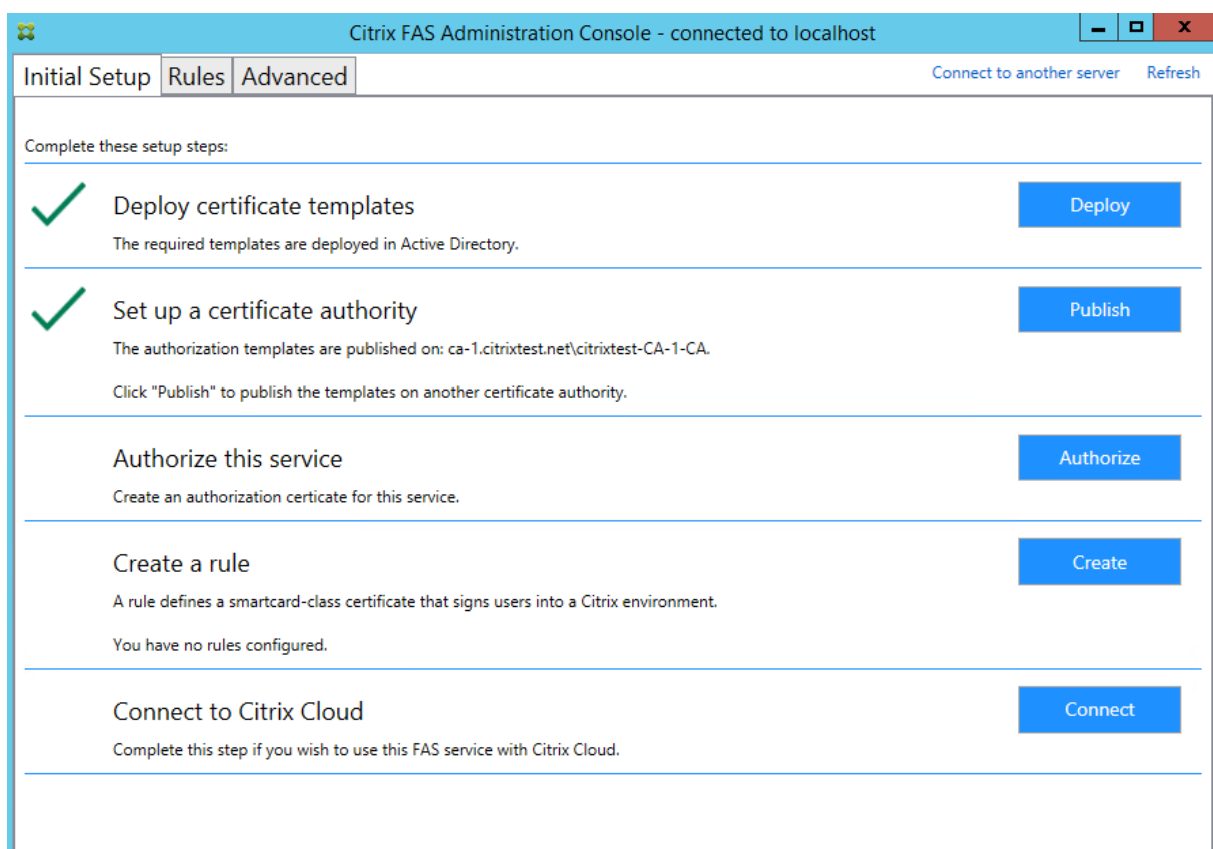 Citrix FAS Administration Console - connected to localhost
Initial Setup Rules Advanced Connect to another server Refresh
Complete these setup steps:
Deploy certificate templates Deploy
The required templates are deployed in Active Directory.
Set up a certificate authority Publish
The authorization templates are published on: ca-1.citrixtest.net\citrixtest-CA-1-CA.
Click "Publish" to publish the templates on another certificate authority.
Authorize this service Authorize
Create an authorization certicate for this service.
Create a rule Create
A rule defines a smartcard-class certificate that signs users into a Citrix environment.
You have no rules configured.
Connect to Citrix Cloud Connect
Complete this step if you wish to use this FAS service with Citrix Cloud.